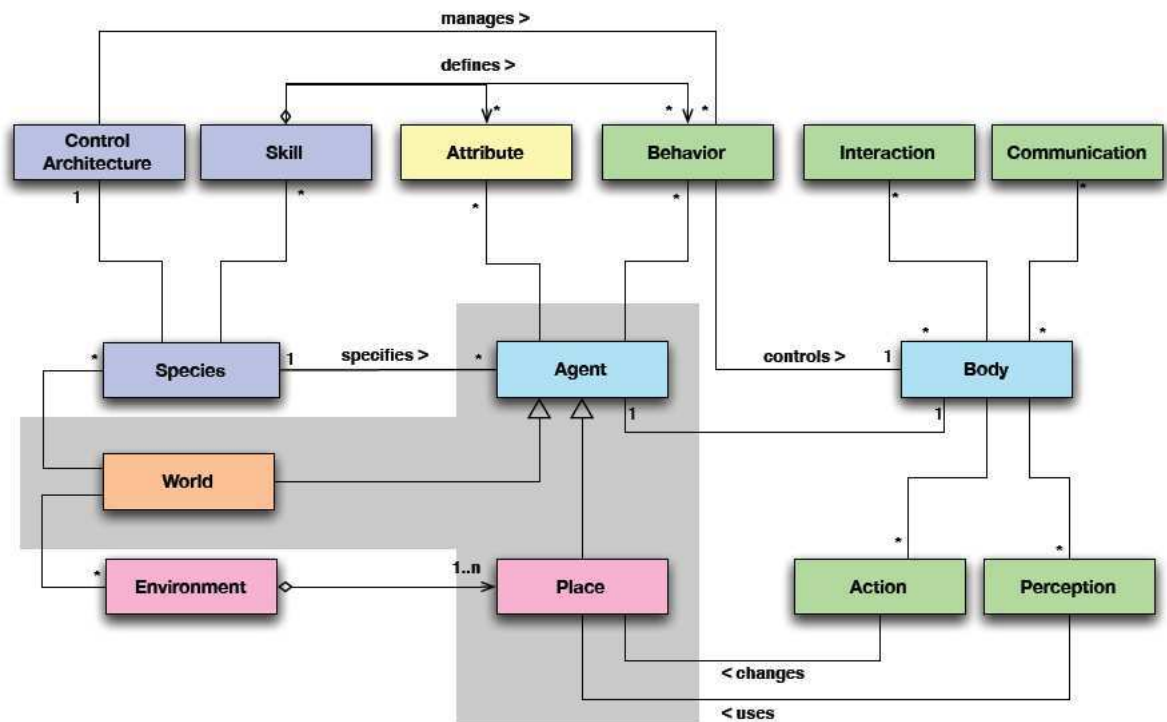 manages >
defines >
*
*
*
Control
Architecture
Skill
Attribute
Behavior
Interaction
Communication
1
*
*
*
*
*
*
1
specifies >
*
controls >
1
*
*
Species
Agent
Body
1
1
World
*
1..n
*
*
Environment
Place
Action
Perception
< changes
< uses